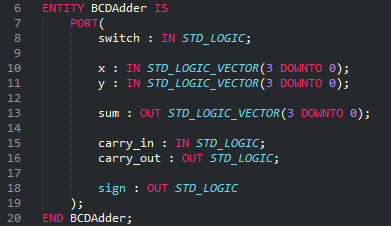 6 ENTITY BCDAdder IS
7 PORT(
8 switch : IN STD_LOGIC;
9
10 x : IN STD_LOGIC_VECTOR(3 DOWNTO 0);
11 y : IN STD_LOGIC_VECTOR(3 DOWNTO 0);
12
13 sum : OUT STD_LOGIC_VECTOR(3 DOWNTO 0);
14
15 carry_in : IN STD_LOGIC;
16 carry_out : OUT STD_LOGIC;
17
18 sign : OUT STD_LOGIC
19 );
20 END BCDAdder;